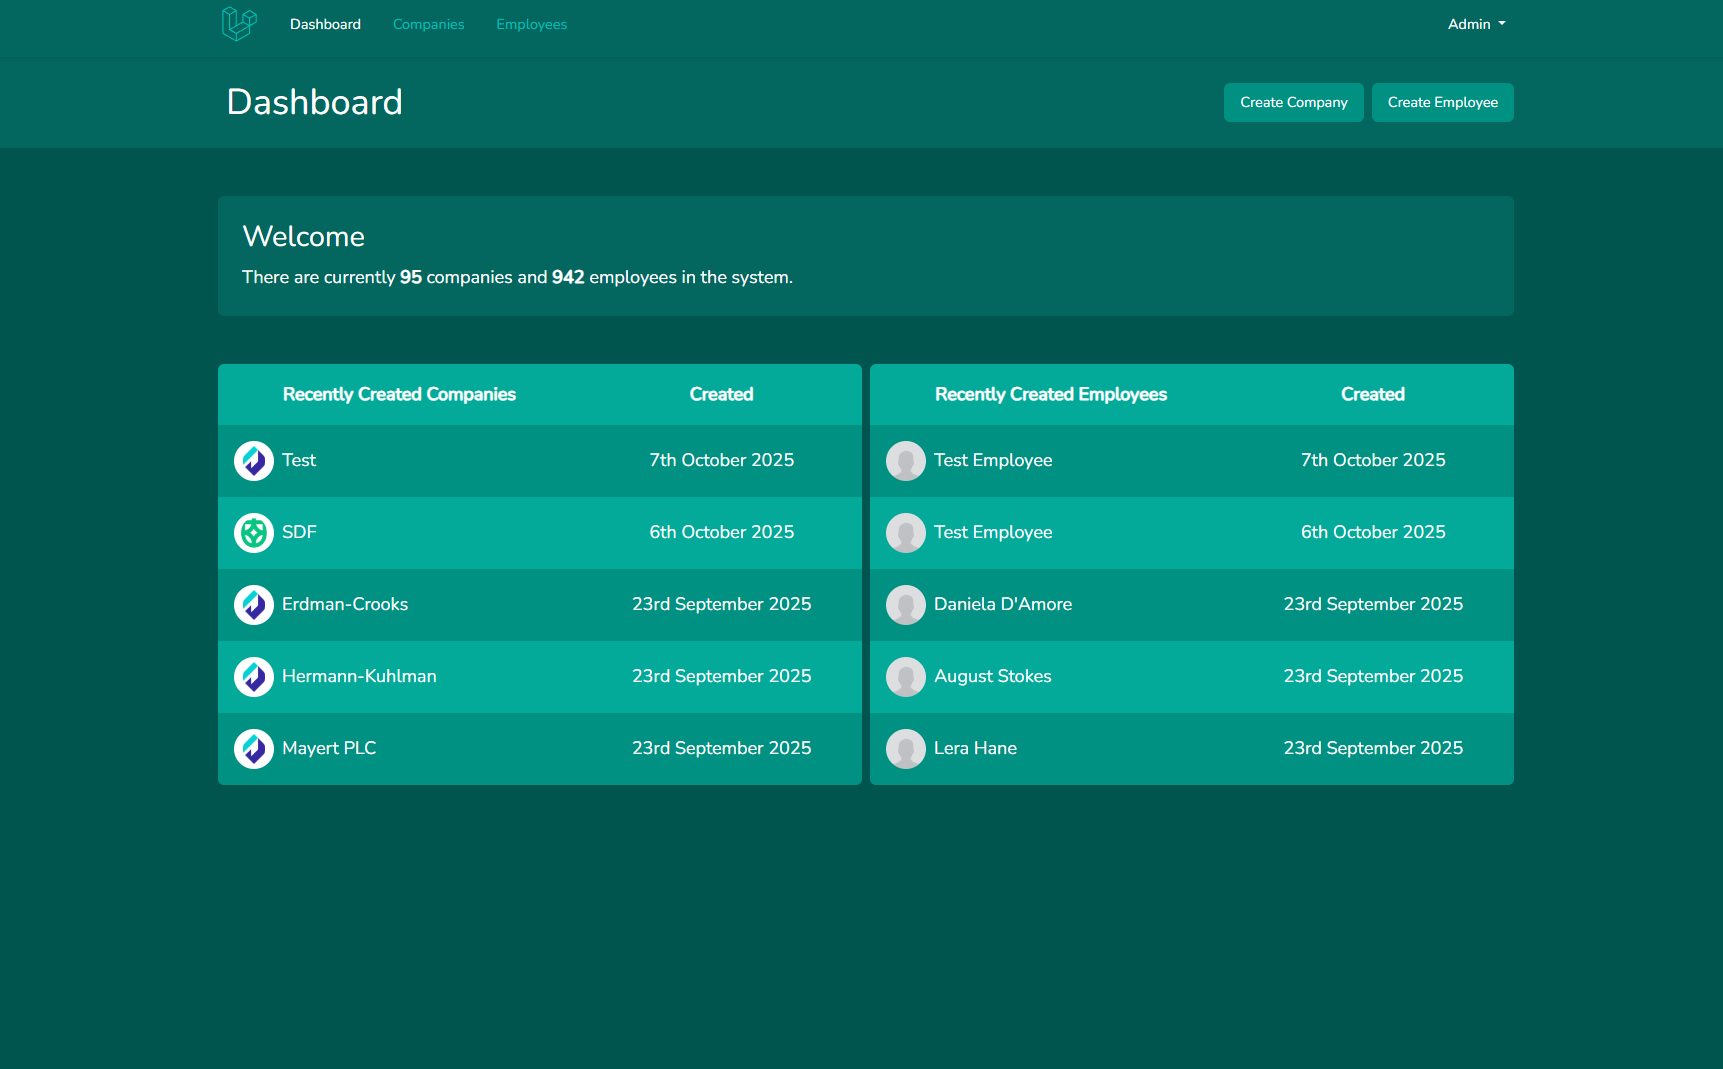 Dashboard Companies Employees Admin
Dashboard Create Company Create Employee
Welcome
There are currently 95 companies and 942 employees in the system.
Recently Created Companies Created
Test 7th October 2025
SDF 6th October 2025
Erdman-Crooks 23rd September 2025
Hermann-Kuhlman 23rd September 2025
Mayert PLC 23rd September 2025
Recently Created Employees Created
Test Employee 7th October 2025
Test Employee 6th October 2025
Daniela D'Amore 23rd September 2025
August Stokes 23rd September 2025
Lera Hane 23rd September 2025